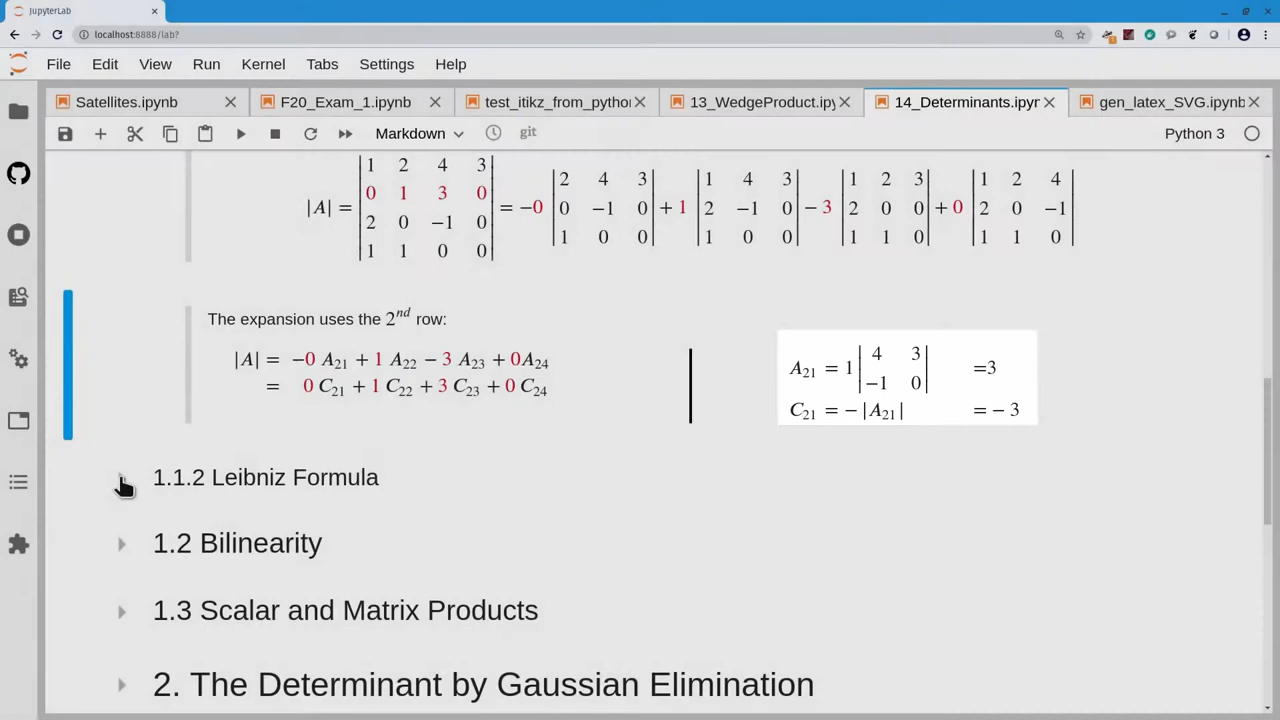 JupyterLab
localhost:8888/lab?
File Edit View Run Kernel Tabs Settings Help
Satellites.ipynb F20_Exam_1.ipynb test_itikz_from_pythor 13_WedgeProduct.ipy 14_Determinants.ipyr gen_latex_SVG.ipynb
Markdown git Python 3
|A| = |1 2 4 3; 0 1 3 0; 2 0 −1 0; 1 1 0 0| = −0 |2 4 3; 0 −1 0; 1 0 0| + 1 |1 4 3; 2 −1 0; 1 0 0| − 3 |1 2 3; 2 0 0; 1 1 0| + 0 |1 2 4; 2 0 −1; 1 1 0|
The expansion uses the 2nd row:
|A| = −0 A21 + 1 A22 − 3 A23 + 0A24
= 0 C21 + 1 C22 + 3 C23 + 0 C24
A21 = 1 |4 3; −1 0| =3
C21 = − |A21| = − 3
1.1.2 Leibniz Formula
1.2 Bilinearity
1.3 Scalar and Matrix Products
2. The Determinant by Gaussian Elimination